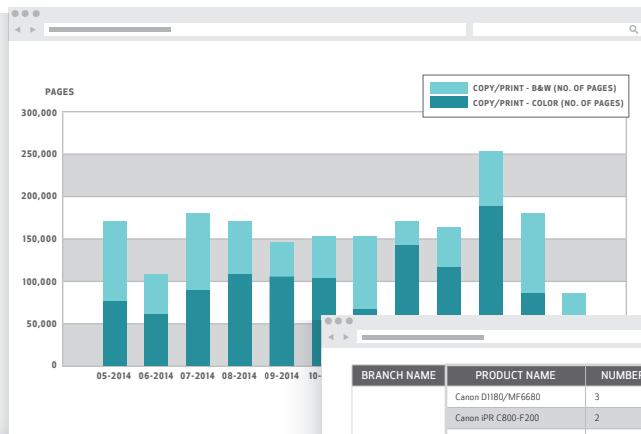 PAGES
COPY/PRINT - B&W (NO. OF PAGES)
COPY/PRINT - COLOR (NO. OF PAGES)
300,000
250,000
200,000
150,000
100,000
50,000
0
05-2014 06-2014 07-2014 08-2014 09-2014 10-
BRANCH NAME PRODUCT NAME NUMBER
Canon D1180/MF6680 3
Canon iPR C800-F200 2